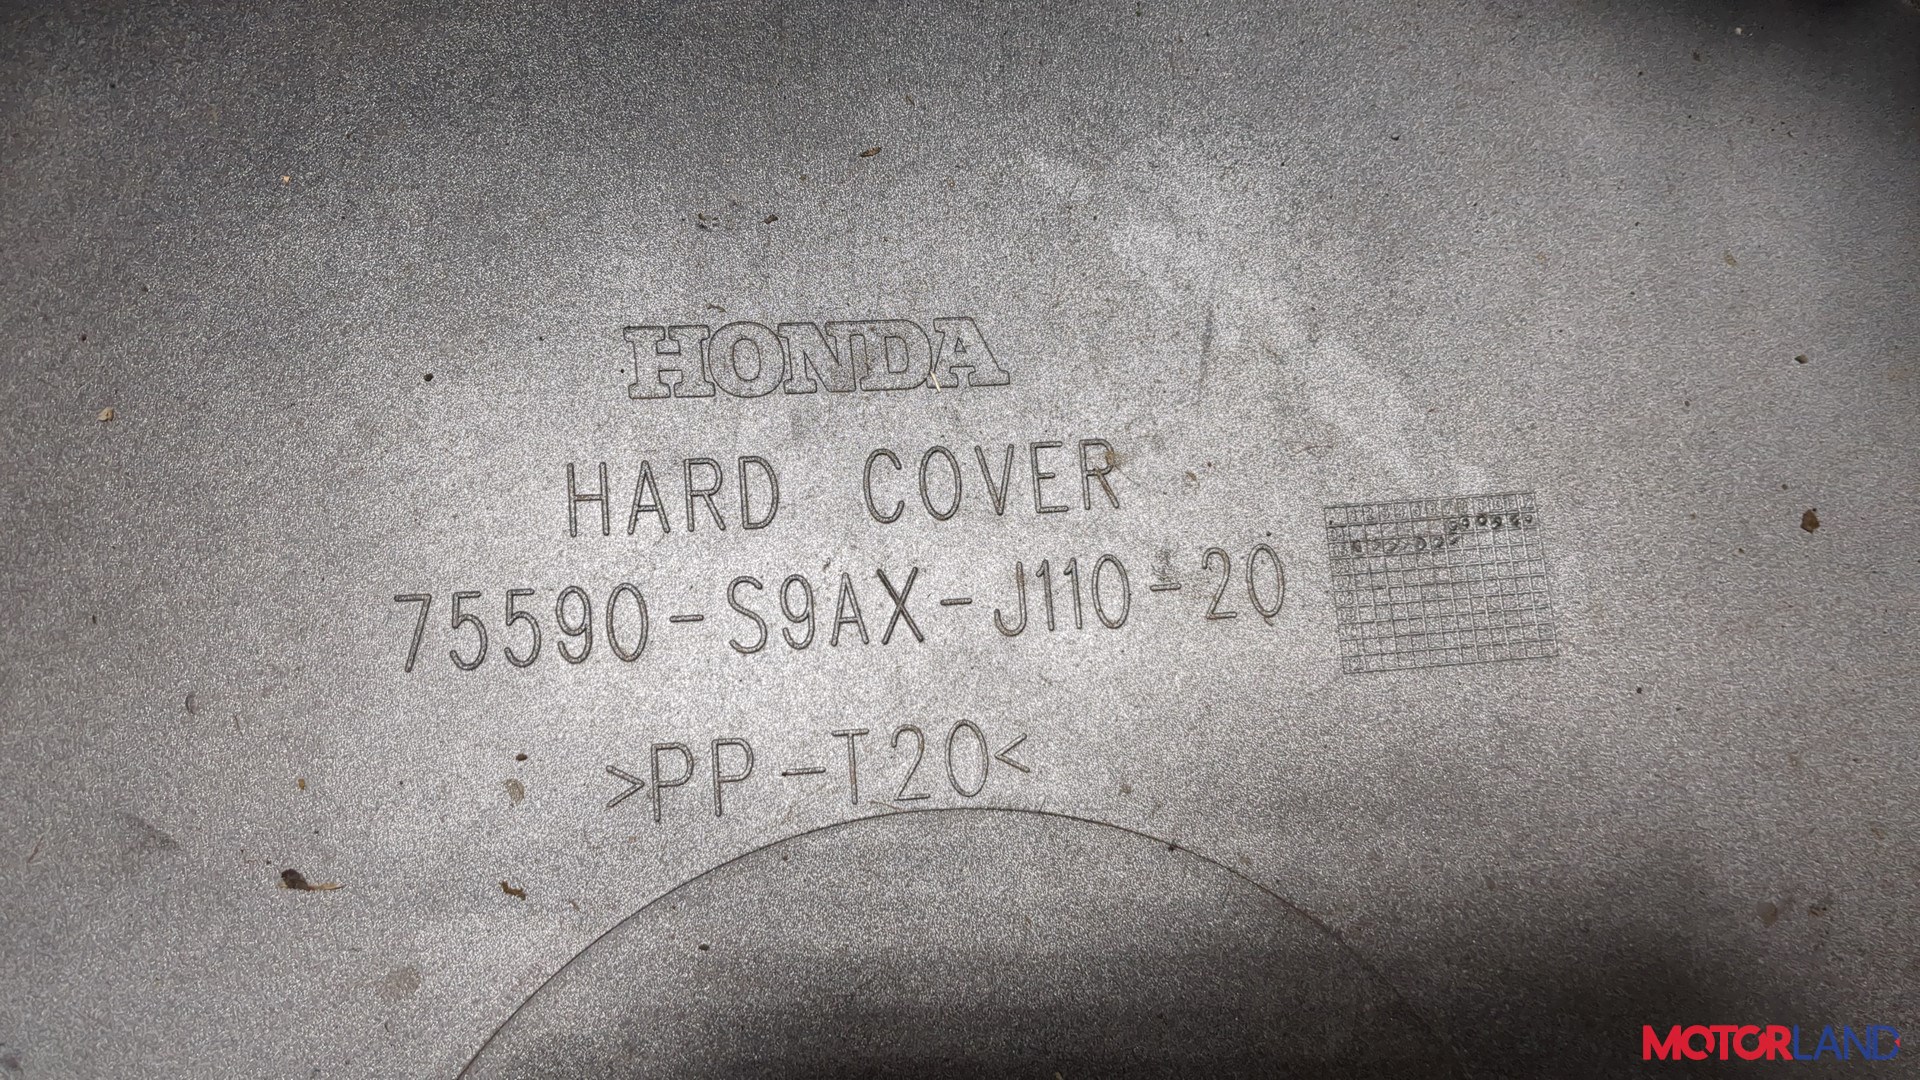 HONDA
HARD COVER
75590-S9AX-J110-20
>PP-T20<
MOTORLAND